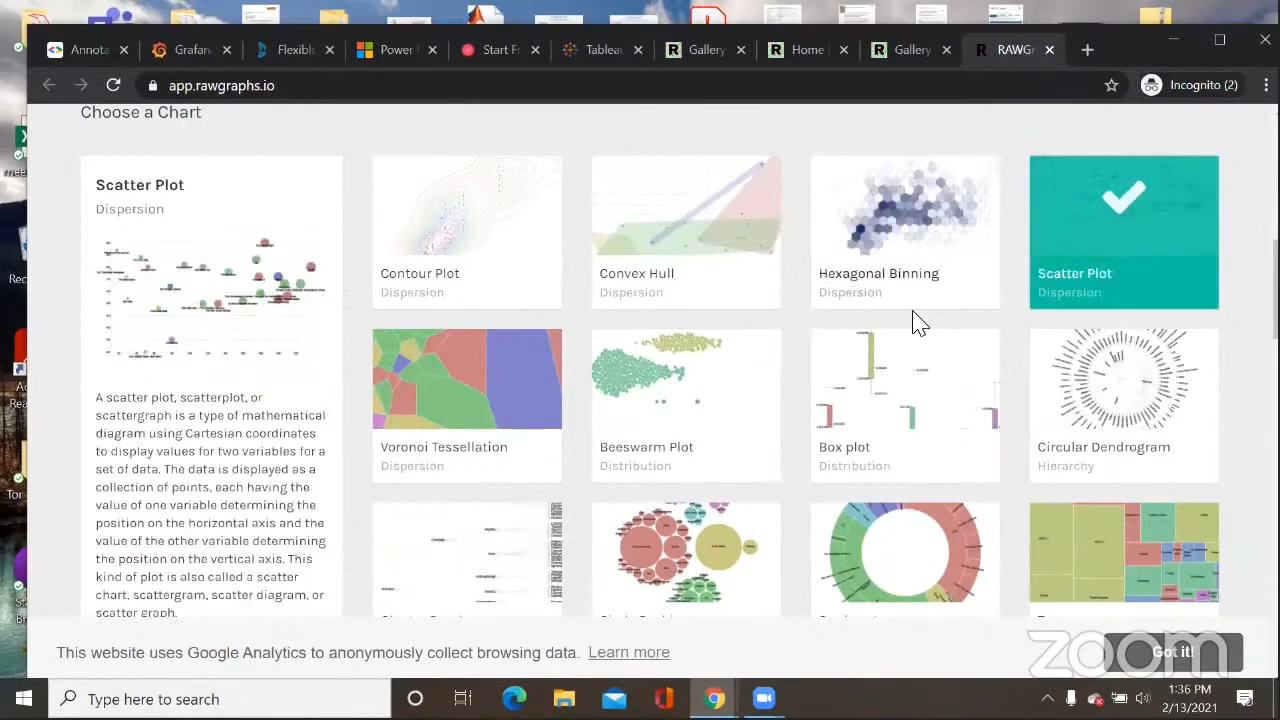 Annote
Grafan
Flexib
Power
Start Fr
Tableau
Gallery
Home
Gallery
RAWGr
app.rawgraphs.io
Incognito (2)
Choose a Chart
Scatter Plot
Dispersion
A scatter plot, scatterplot, or
scattergraph is a type of mathematical
diagram using Cartesian coordinates
to display values for two variables for a
set of data. The data is displayed as a
collection of points, each having the
value of one variable determining the
position on the horizontal axis and the
value of the other variable determining
the position on the vertical axis. This
kind of plot is also called a scatter
chart, scattergram, scatter diagram, or
scatter graph.
Contour Plot
Dispersion
Convex Hull
Dispersion
Hexagonal Binning
Dispersion
Scatter Plot
Dispersion
Voronoi Tessellation
Dispersion
Beeswarm Plot
Distribution
Box plot
Distribution
Circular Dendrogram
Hierarchy
This website uses Google Analytics to anonymously collect browsing data. Learn more
Got it!
zoom
Type here to search
1:36 PM
2/13/2021